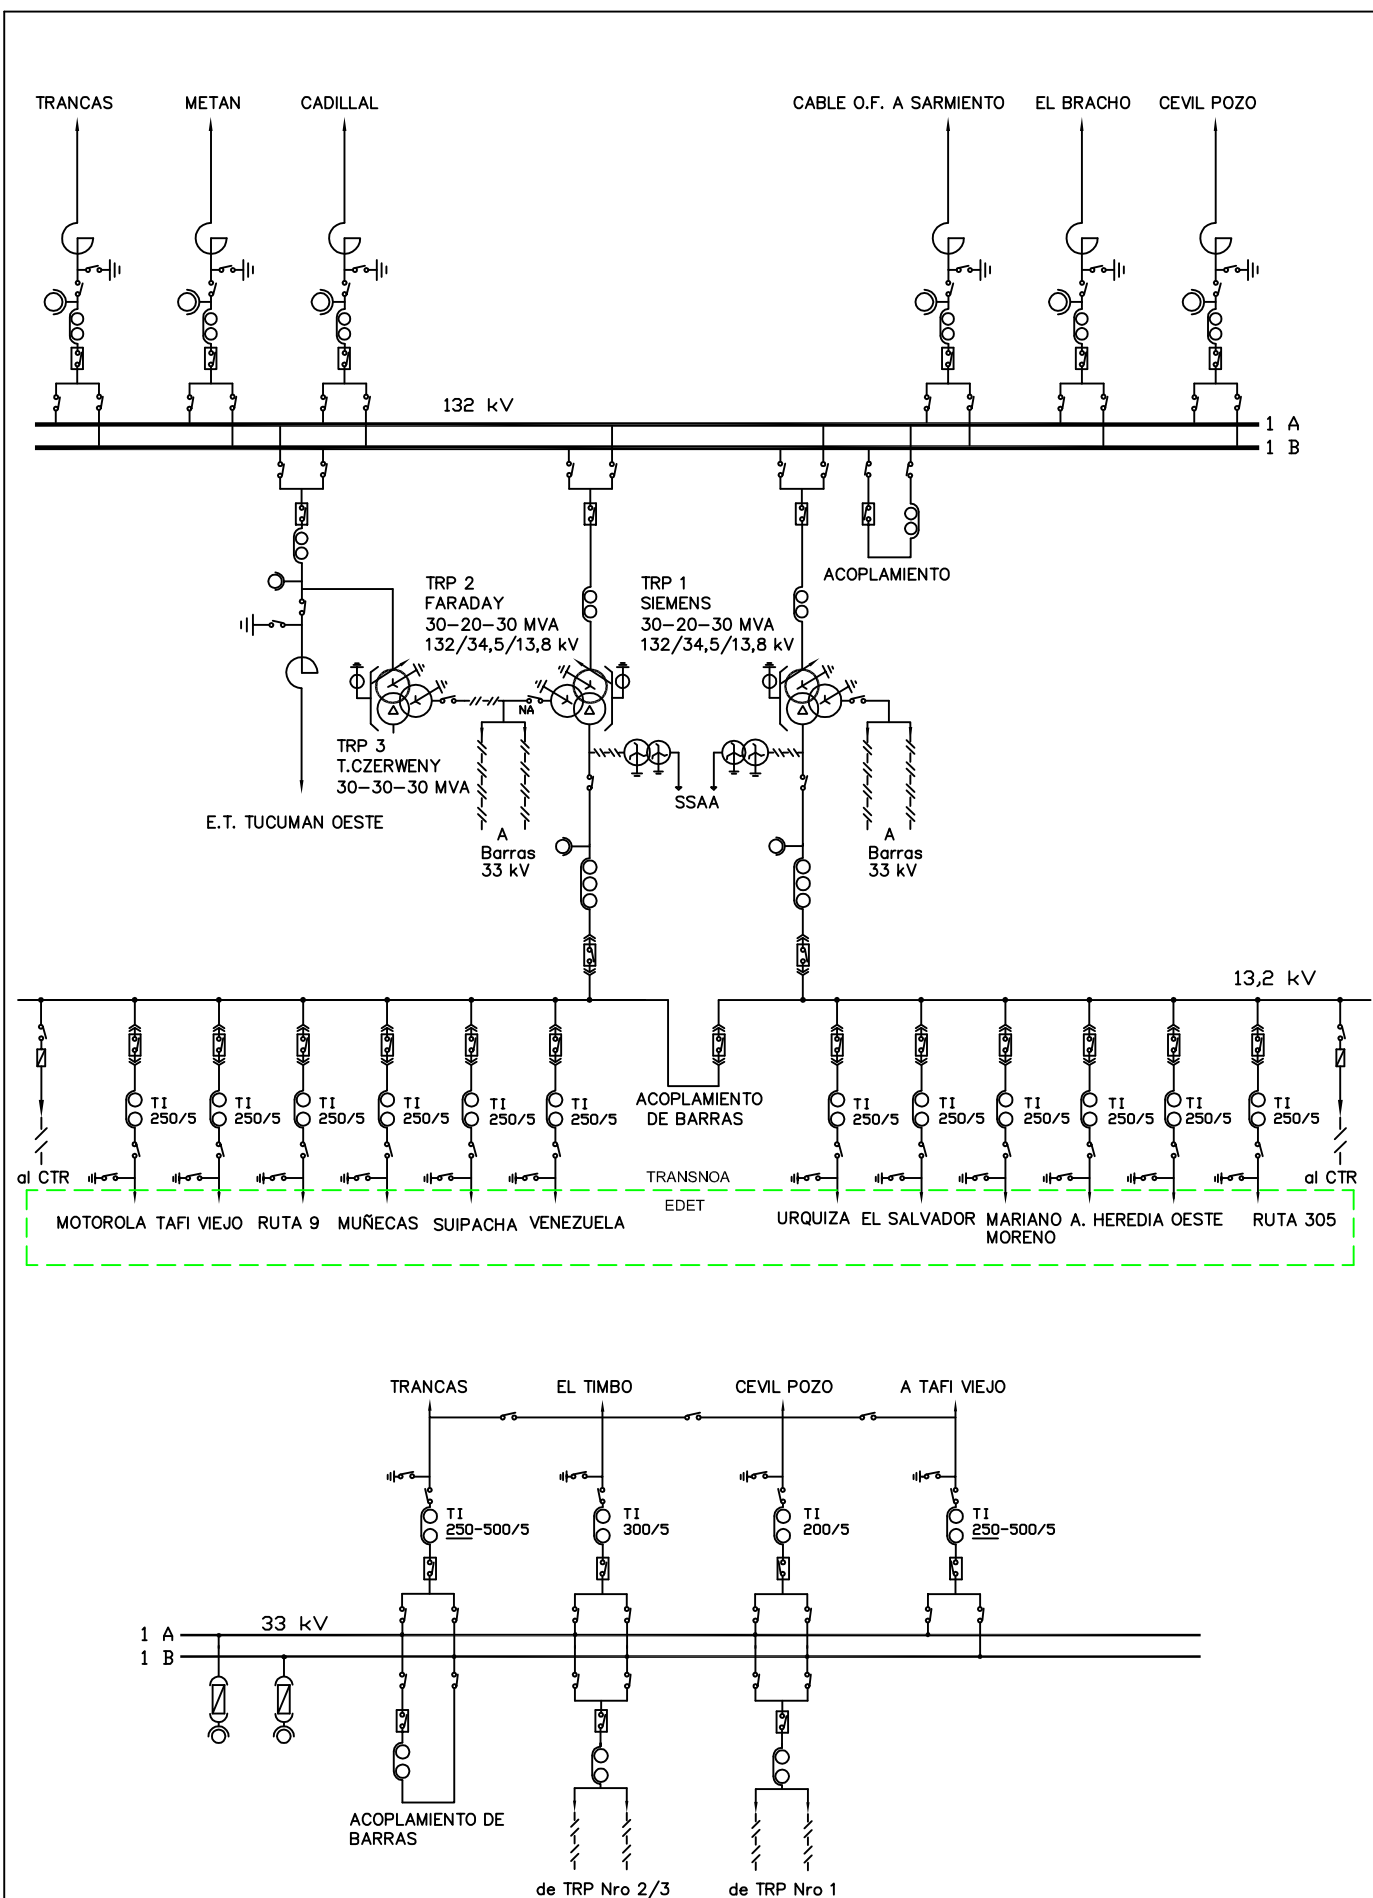 TRANCAS
METAN
CADILLAL
CABLE O.F. A SARMIENTO
EL BRACHO
CEVIL POZO
132 kV
1 A
1 B
ACOPLAMIENTO
TRP 2
FARADAY
30-20-30 MVA
132/34,5/13,8 kV
TRP 1
SIEMENS
30-20-30 MVA
132/34,5/13,8 kV
NA
TRP 3
T.CZERWENY
30-30-30 MVA
SSAA
E.T. TUCUMAN OESTE
A
Barras
33 kV
A
Barras
33 kV
13,2 kV
TI
250/5
TI
250/5
TI
250/5
TI
250/5
TI
250/5
TI
250/5
ACOPLAMIENTO
DE BARRAS
TI
250/5
TI
250/5
TI
250/5
TI
250/5
TI
250/5
TI
250/5
al CTR
TRANSNOA
al CTR
EDET
MOTOROLA
TAFI VIEJO
RUTA 9
MUÑECAS
SUIPACHA
VENEZUELA
URQUIZA
EL SALVADOR
MARIANO
MORENO
A. HEREDIA
OESTE
RUTA 305
TRANCAS
EL TIMBO
CEVIL POZO
A TAFI VIEJO
TI
250-500/5
TI
300/5
TI
200/5
TI
250-500/5
33 kV
1 A
1 B
ACOPLAMIENTO DE
BARRAS
de TRP Nro 2/3
de TRP Nro 1